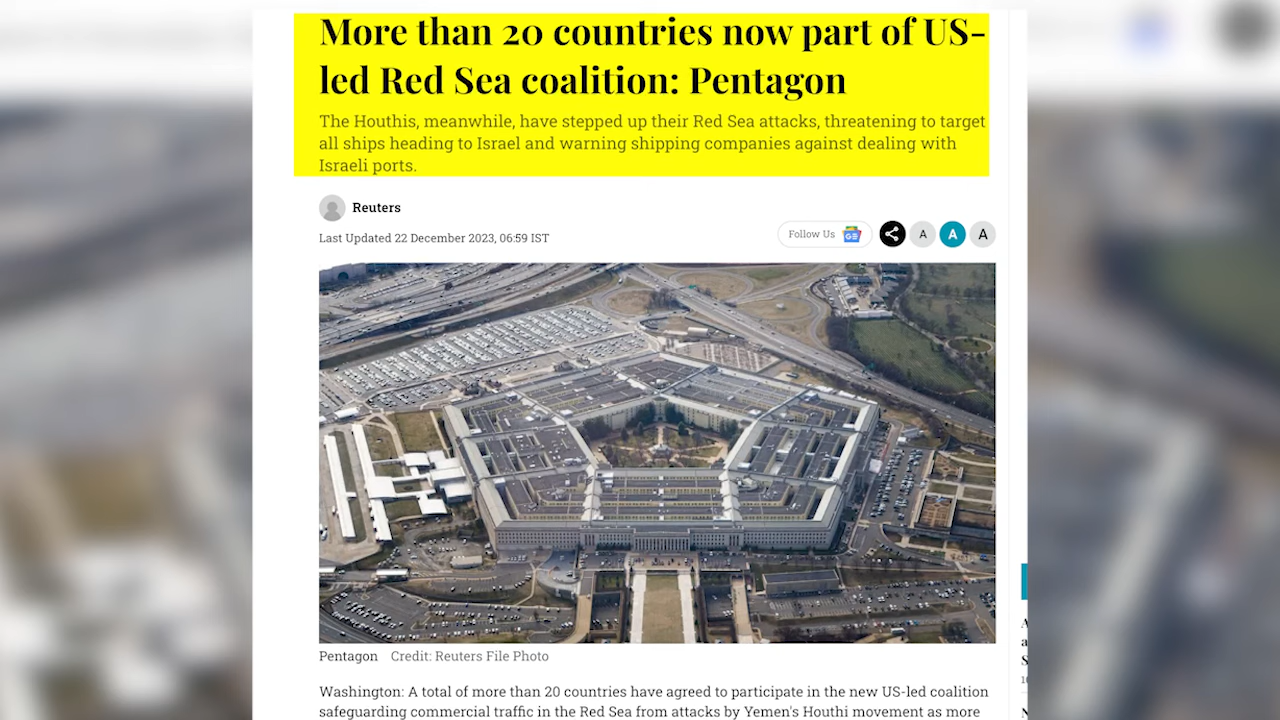 More than 20 countries now part of US-
led Red Sea coalition: Pentagon
The Houthis, meanwhile, have stepped up their Red Sea attacks, threatening to target
all ships heading to Israel and warning shipping companies against dealing with
Israeli ports.
Reuters
Last Updated 22 December 2023, 06:59 IST
Follow Us
A
A
A
Pentagon Credit: Reuters File Photo
Washington: A total of more than 20 countries have agreed to participate in the new US-led coalition
safeguarding commercial traffic in the Red Sea from attacks by Yemen's Houthi movement as more